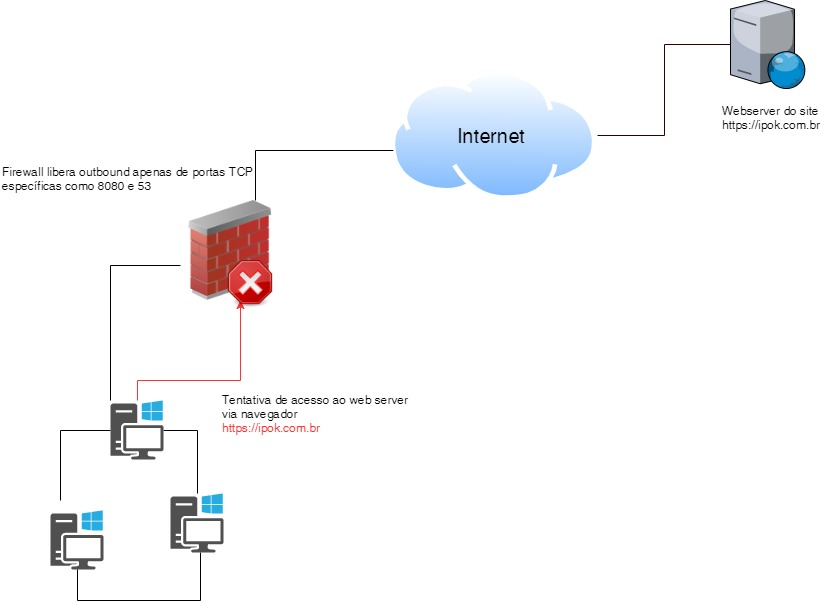 Webserver do site
https://ipok.com.br
Internet
Firewall libera outbound apenas de portas TCP
específicas como 8080 e 53
Tentativa de acesso ao web server
via navegador
https://ipok.com.br